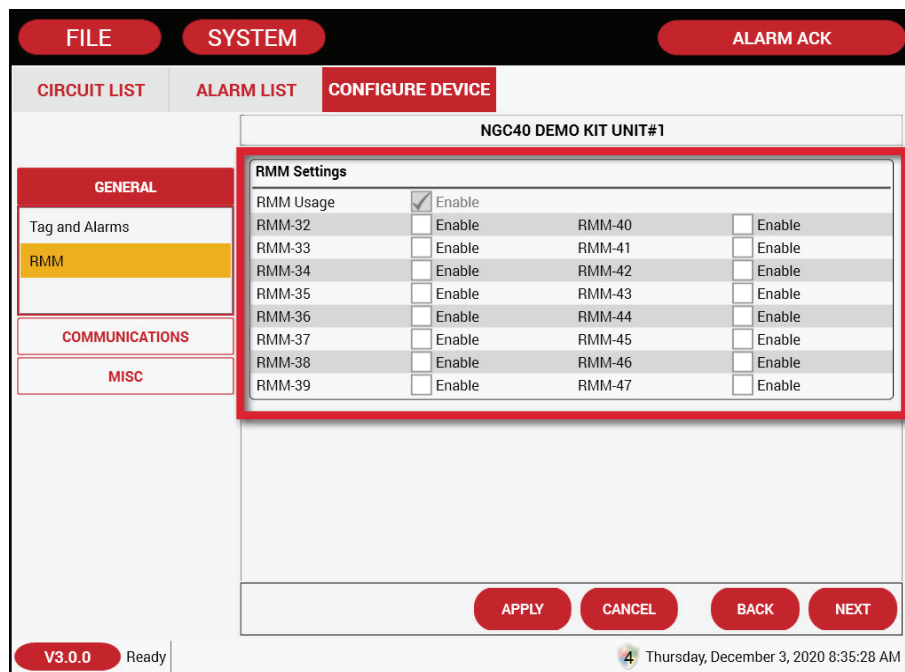 FILE SYSTEM ALARM ACK
CIRCUIT LIST ALARM LIST CONFIGURE DEVICE
NGC40 DEMO KIT UNIT#1
GENERAL
Tag and Alarms
RMM
COMMUNICATIONS
MISC
RMM Settings
RMM Usage Enable
RMM-32 Enable RMM-40 Enable
RMM-33 Enable RMM-41 Enable
RMM-34 Enable RMM-42 Enable
RMM-35 Enable RMM-43 Enable
RMM-36 Enable RMM-44 Enable
RMM-37 Enable RMM-45 Enable
RMM-38 Enable RMM-46 Enable
RMM-39 Enable RMM-47 Enable
APPLY CANCEL BACK NEXT
V3.0.0 Ready 4 Thursday, December 3, 2020 8:35:28 AM